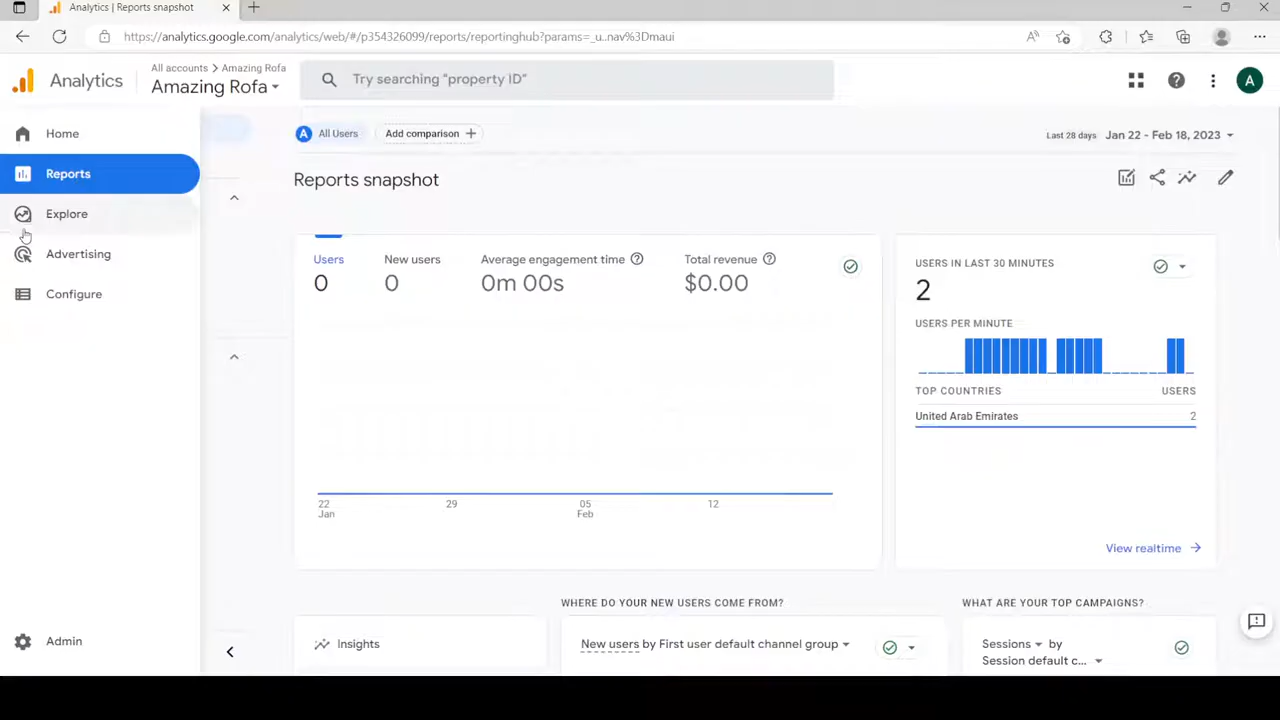 Analytics | Reports snapshot
https://analytics.google.com/analytics/web/#/p354326099/reports/reportinghub?params=_u..nav%3Dmaui
Analytics
All accounts > Amazing Rofa
Amazing Rofa
Try searching "property ID"
A
Home
Reports
Explore
Advertising
Configure
Admin
A All Users
Add comparison +
Last 28 days Jan 22 - Feb 18, 2023
Reports snapshot
Users
0
New users
0
Average engagement time
0m 00s
Total revenue
$0.00
22
Jan
29
05
Feb
12
USERS IN LAST 30 MINUTES
2
USERS PER MINUTE
TOP COUNTRIES USERS
United Arab Emirates 2
View realtime
Insights
WHERE DO YOUR NEW USERS COME FROM?
New users by First user default channel group
WHAT ARE YOUR TOP CAMPAIGNS?
Sessions by
Session default c...